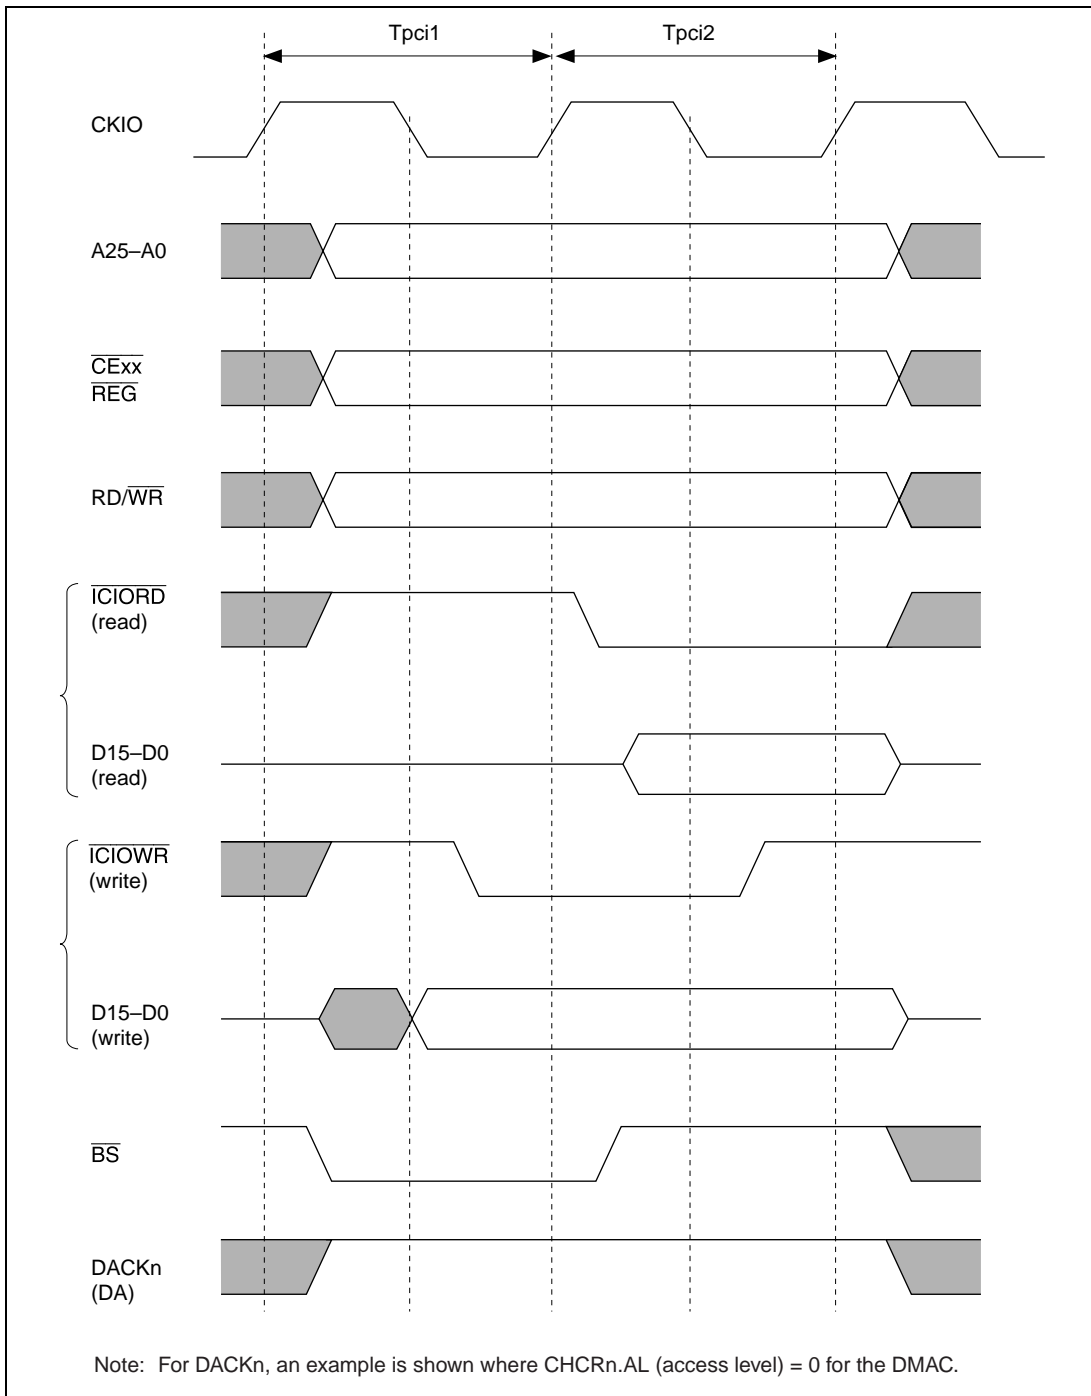 Tpci1 Tpci2
CKIO
A25–A0
CExx
REG
RD/WR
ICIORD
(read)
D15–D0
(read)
ICIOWR
(write)
D15–D0
(write)
BS
DACKn
(DA)
Note: For DACKn, an example is shown where CHCRn.AL (access level) = 0 for the DMAC.